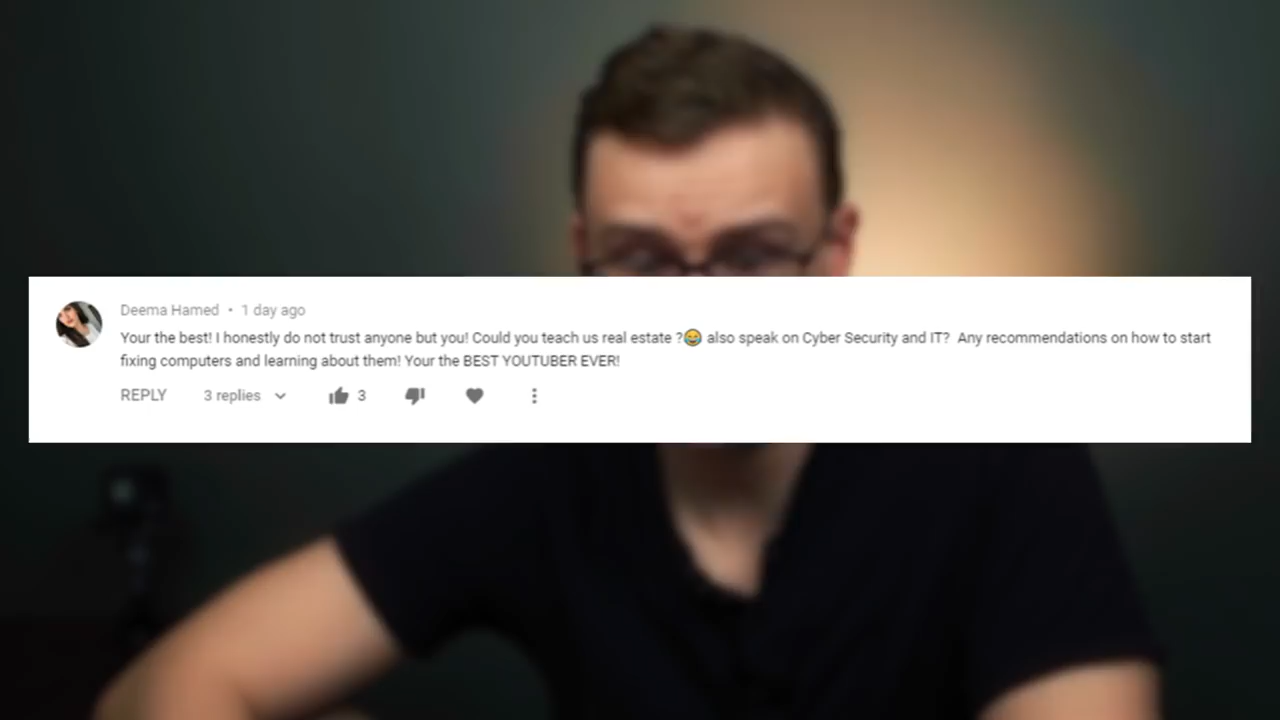 Deema Hamed • 1 day ago
Your the best! I honestly do not trust anyone but you! Could you teach us real estate ?😂 also speak on Cyber Security and IT?  Any recommendations on how to start
fixing computers and learning about them! Your the BEST YOUTUBER EVER!
REPLY 3 replies 3